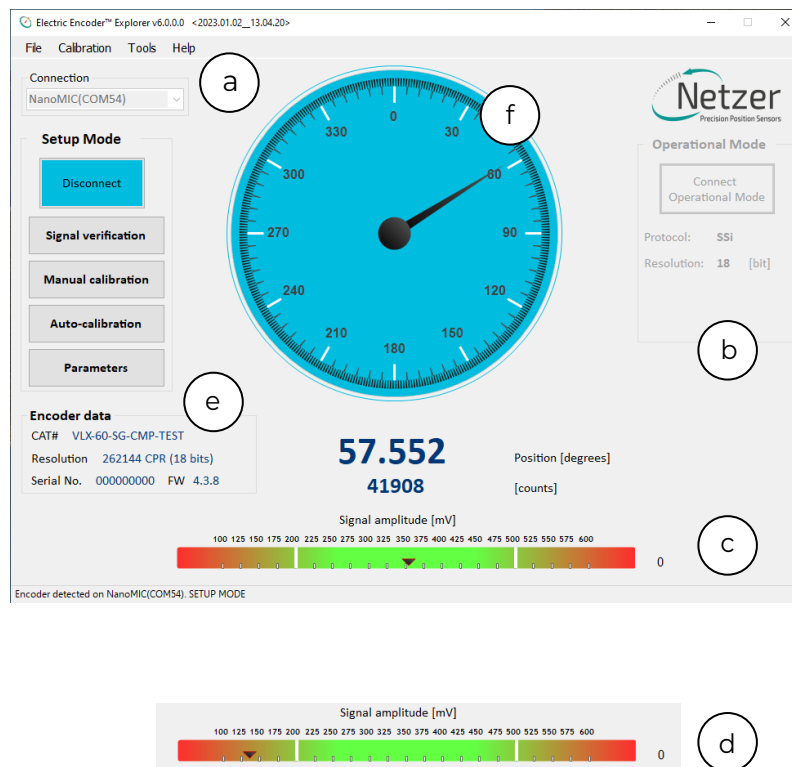 Electric Encoder™ Explorer v6.0.0.0 <2023.01.02__13.04.20>
File Calibration Tools Help
Connection
NanoMIC(COM54)
a
Setup Mode
Disconnect
Signal verification
Manual calibration
Auto-calibration
Parameters
e
Encoder data
CAT# VLX-60-SG-CMP-TEST
Resolution 262144 CPR (18 bits)
Serial No. 000000000 FW 4.3.8
0
30
60
90
120
150
180
210
240
270
300
330
f
Netzer
Precision Position Sensors
Operational Mode
Connect
Operational Mode
Protocol: SSi
Resolution: 18 [bit]
b
57.552 Position [degrees]
41908 [counts]
Signal amplitude [mV]
100 125 150 175 200 225 250 275 300 325 350 375 400 425 450 475 500 525 550 575 600
0
c
Encoder detected on NanoMIC(COM54). SETUP MODE
Signal amplitude [mV]
100 125 150 175 200 225 250 275 300 325 350 375 400 425 450 475 500 525 550 575 600
0
d